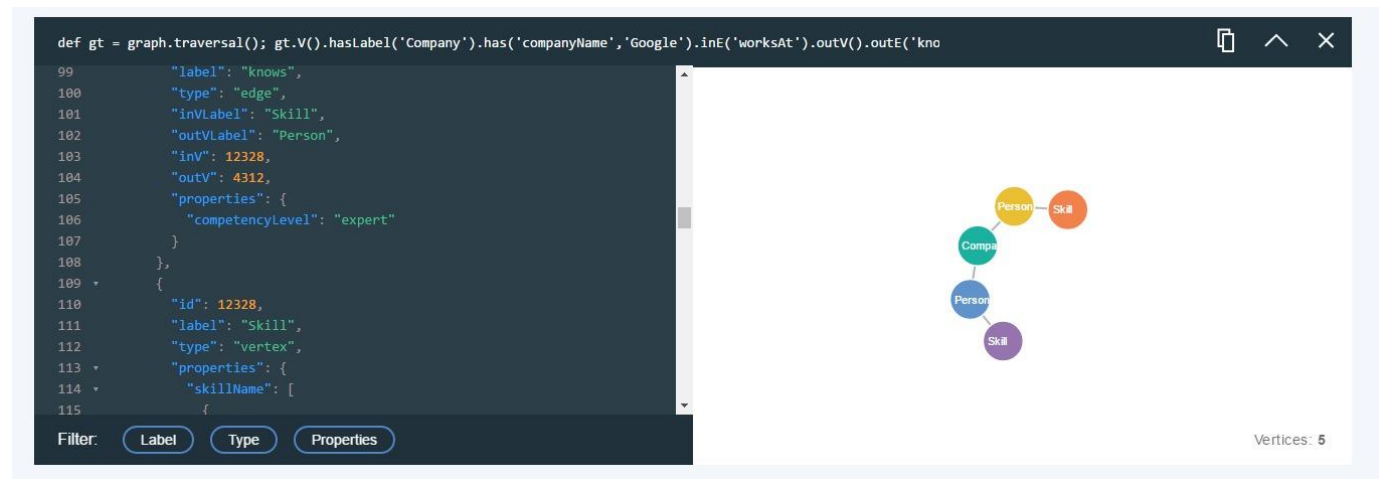 def gt = graph.traversal(); gt.V().hasLabel('Company').has('companyName','Google').inE('worksAt').outV().outE('kno
99 "label": "knows",
100 "type": "edge",
101 "inVLabel": "Skill",
102 "outVLabel": "Person",
103 "inV": 12328,
104 "outV": 4312,
105 "properties": {
106 "competencyLevel": "expert"
107 }
108 },
109 {
110 "id": 12328,
111 "label": "Skill",
112 "type": "vertex",
113 "properties": {
114 "skillName": [
115 {
Person
Skill
Compa
Person
Skill
Filter: Label Type Properties
Vertices: 5